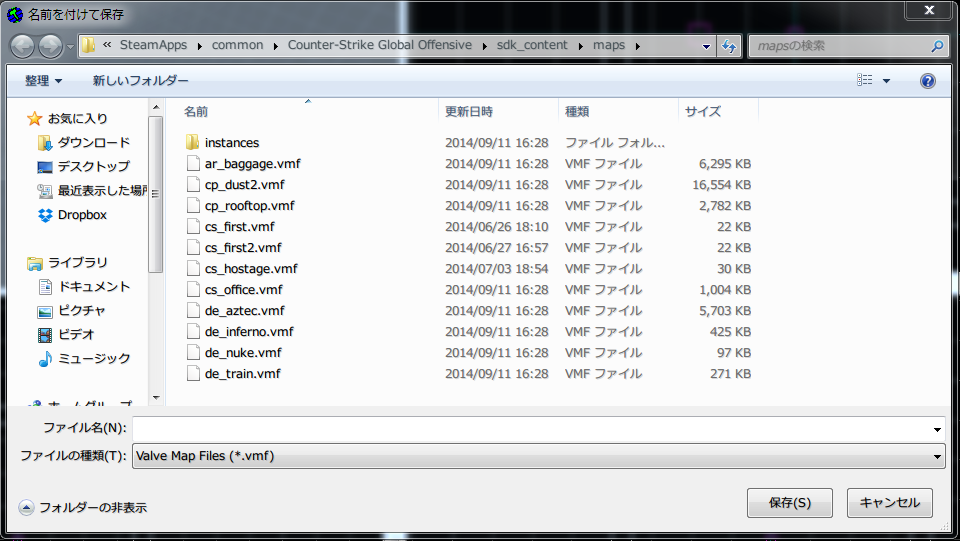 名前を付けて保存
« SteamApps ▸ common ▸ Counter-Strike Global Offensive ▸ sdk_content ▸ maps ▸
mapsの検索
整理 ▼ 新しいフォルダー
名前 更新日時 種類 サイズ
お気に入り
ダウンロード
デスクトップ
最近表示した場所
Dropbox
ライブラリ
ドキュメント
ピクチャ
ビデオ
ミュージック
ホームグループ
instances 2014/09/11 16:28 ファイル フォル...
ar_baggage.vmf 2014/09/11 16:28 VMF ファイル 6,295 KB
cp_dust2.vmf 2014/09/11 16:28 VMF ファイル 16,554 KB
cp_rooftop.vmf 2014/09/11 16:28 VMF ファイル 2,782 KB
cs_first.vmf 2014/06/26 18:10 VMF ファイル 22 KB
cs_first2.vmf 2014/06/27 16:57 VMF ファイル 22 KB
cs_hostage.vmf 2014/07/03 18:54 VMF ファイル 30 KB
cs_office.vmf 2014/09/11 16:28 VMF ファイル 1,004 KB
de_aztec.vmf 2014/09/11 16:28 VMF ファイル 5,703 KB
de_inferno.vmf 2014/09/11 16:28 VMF ファイル 425 KB
de_nuke.vmf 2014/09/11 16:28 VMF ファイル 97 KB
de_train.vmf 2014/09/11 16:28 VMF ファイル 271 KB
ファイル名(N):
ファイルの種類(T): Valve Map Files (*.vmf)
フォルダーの非表示
保存(S) キャンセル